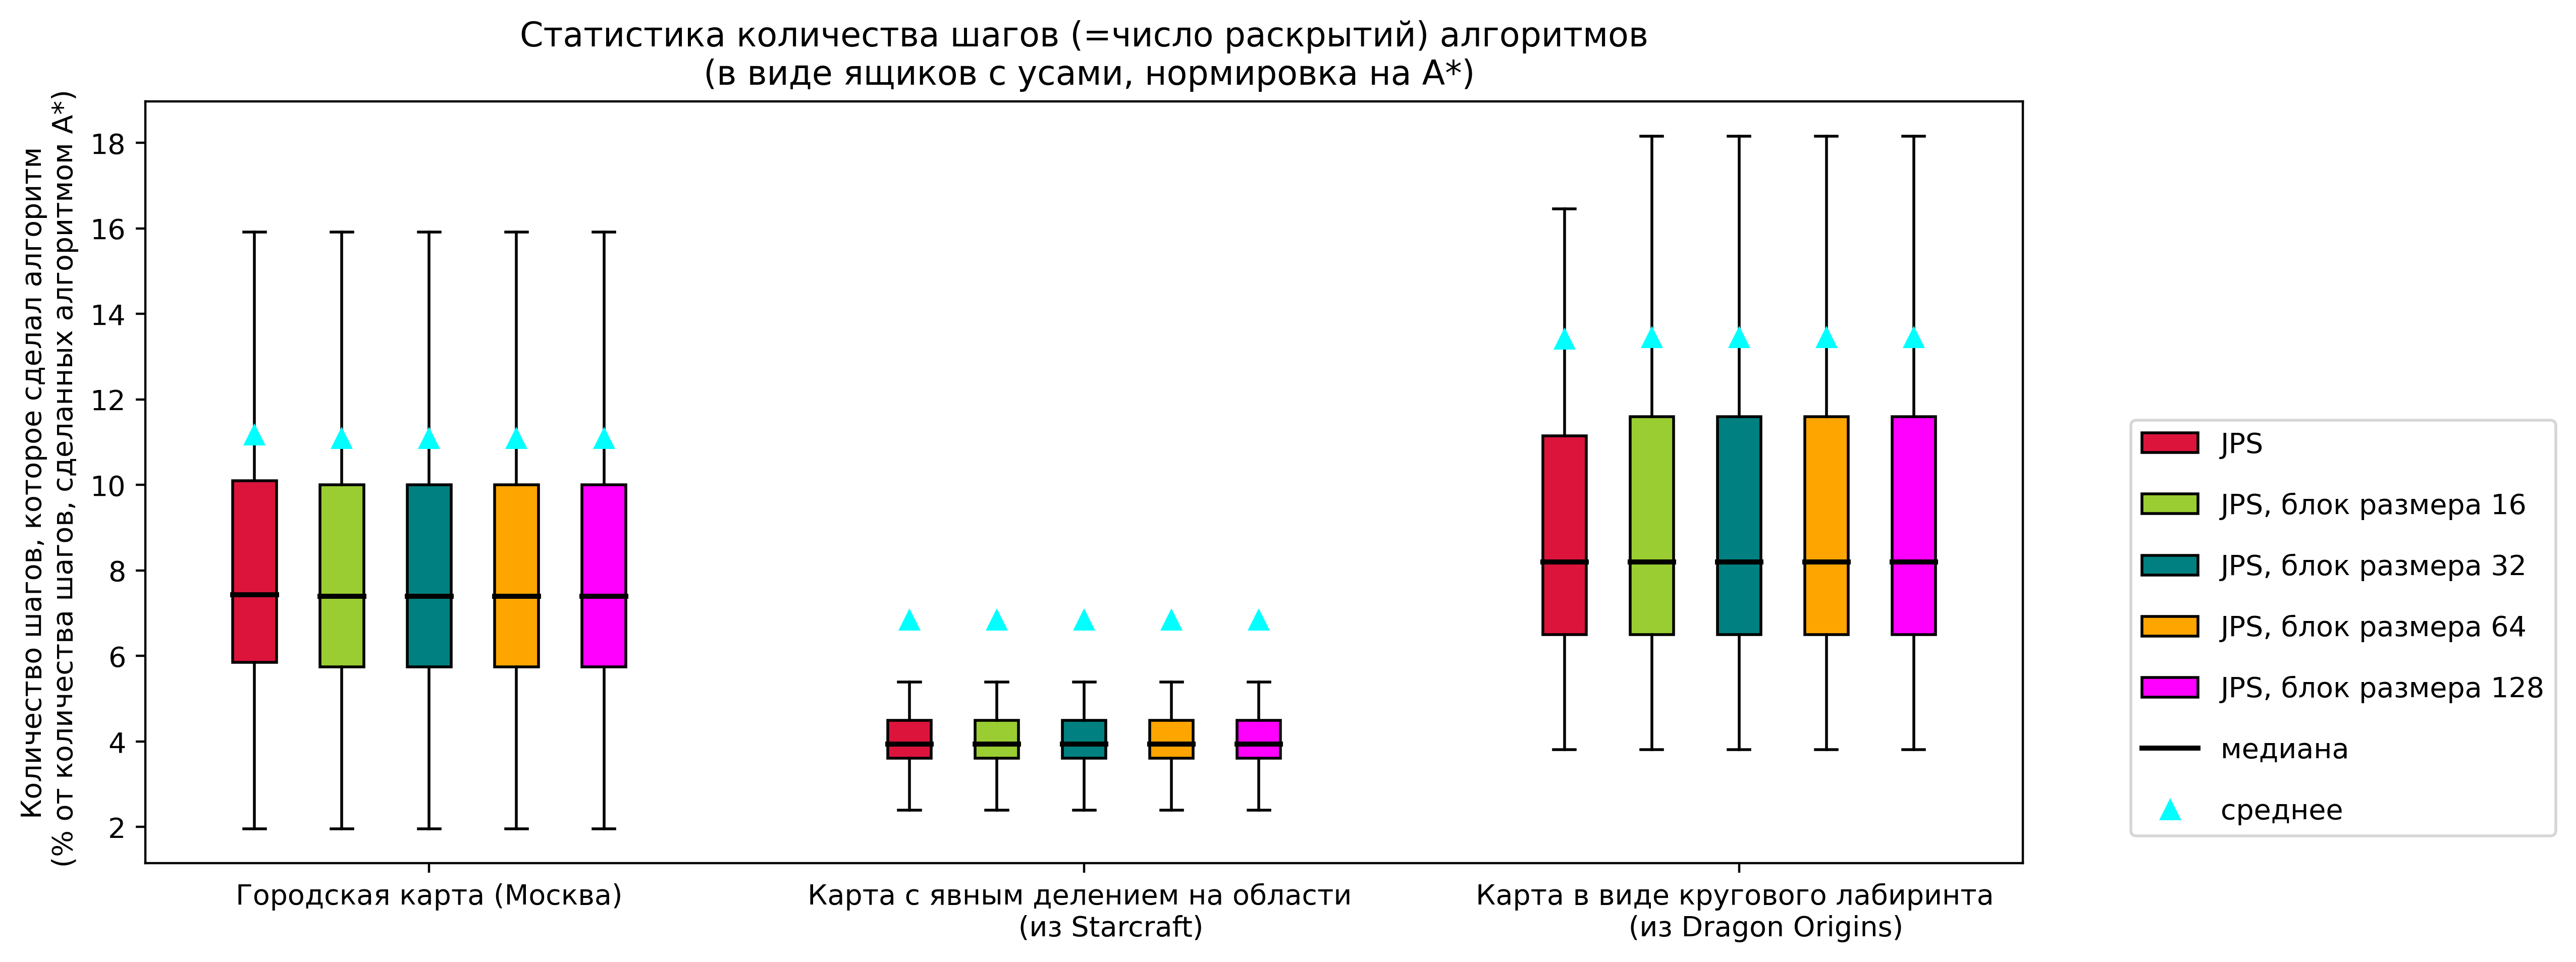 Статистика количества шагов (=число раскрытий) алгоритмов
(в виде ящиков с усами, нормировка на A*)
Количество шагов, которое сделал алгоритм
(% от количества шагов, сделанных алгоритмом A*)
18
16
14
12
10
8
6
4
2
Городская карта (Москва)
Карта с явным делением на области
(из Starcraft)
Карта в виде кругового лабиринта
(из Dragon Origins)
JPS
JPS, блок размера 16
JPS, блок размера 32
JPS, блок размера 64
JPS, блок размера 128
медиана
среднее